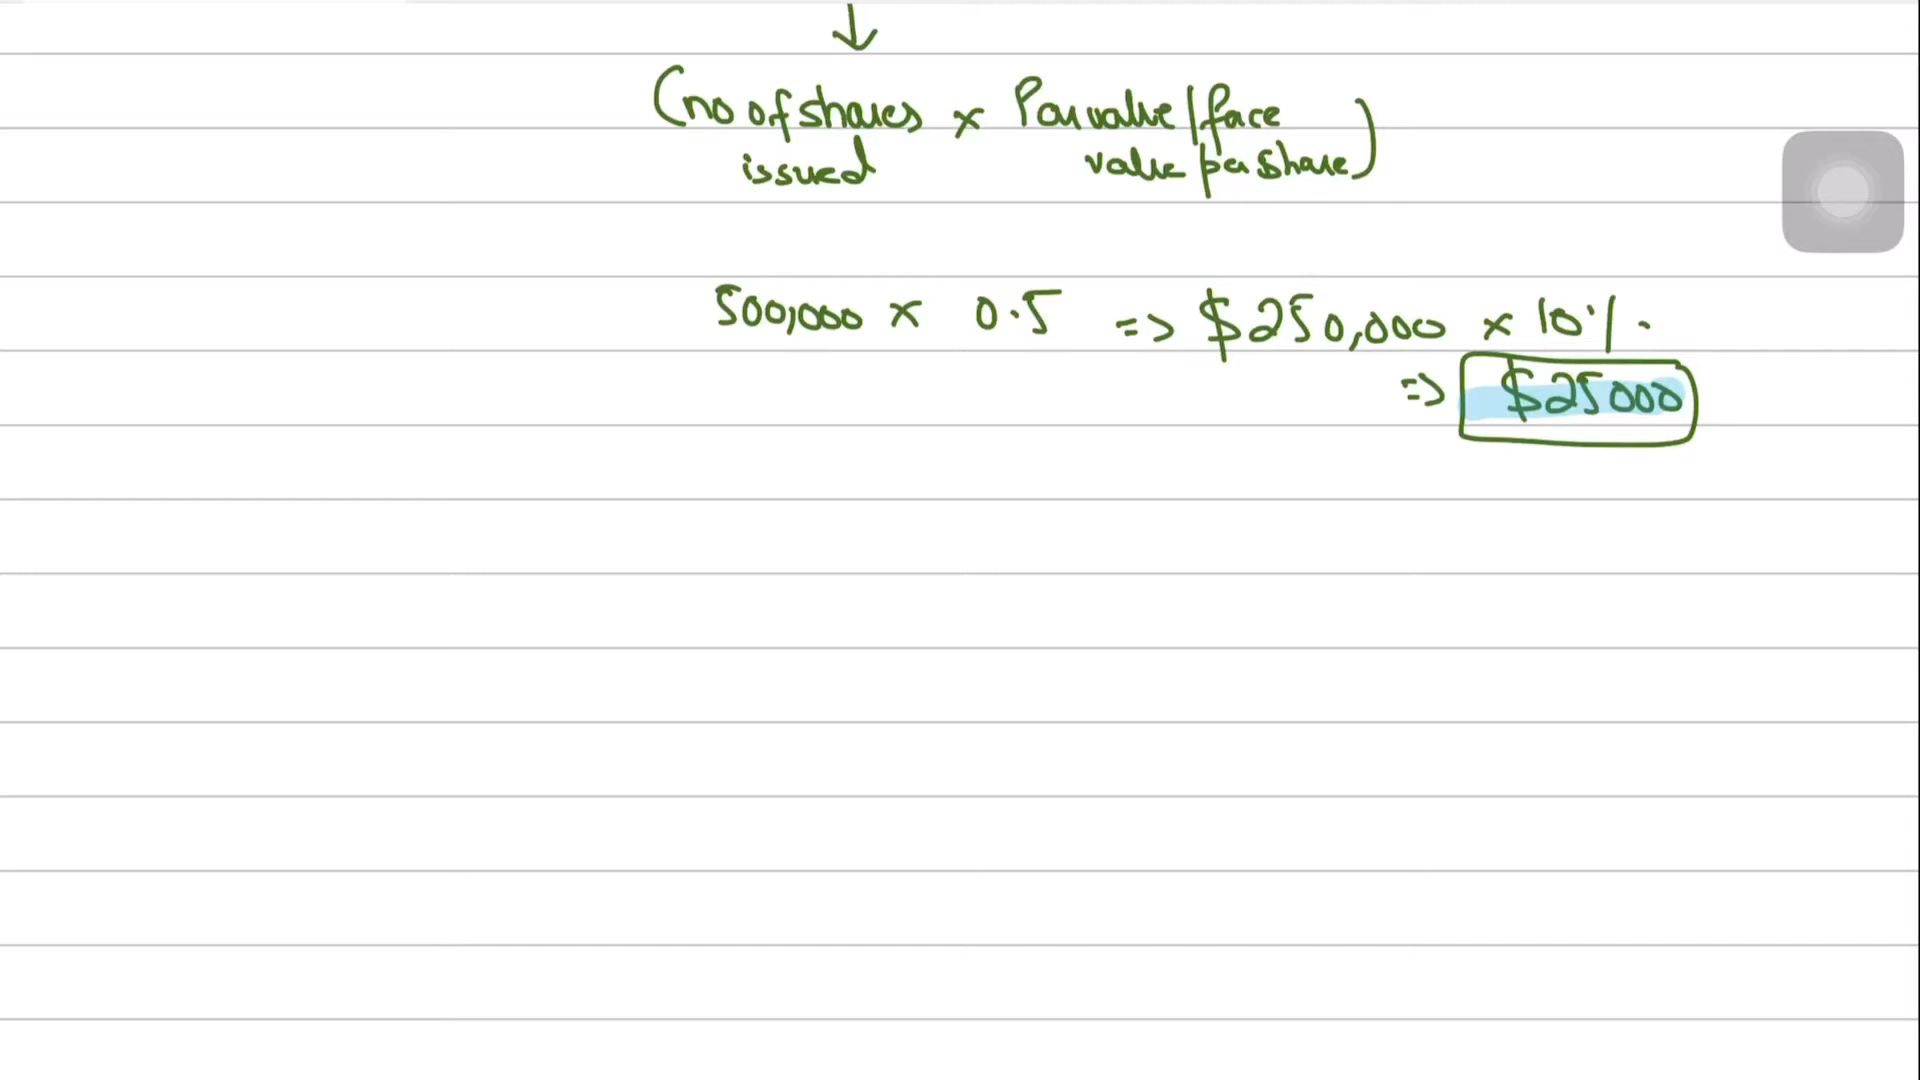 (no of shares x Par value/face
issued value per share)
500,000 x 0.5 => $250,000 x 10%.
=> $25000